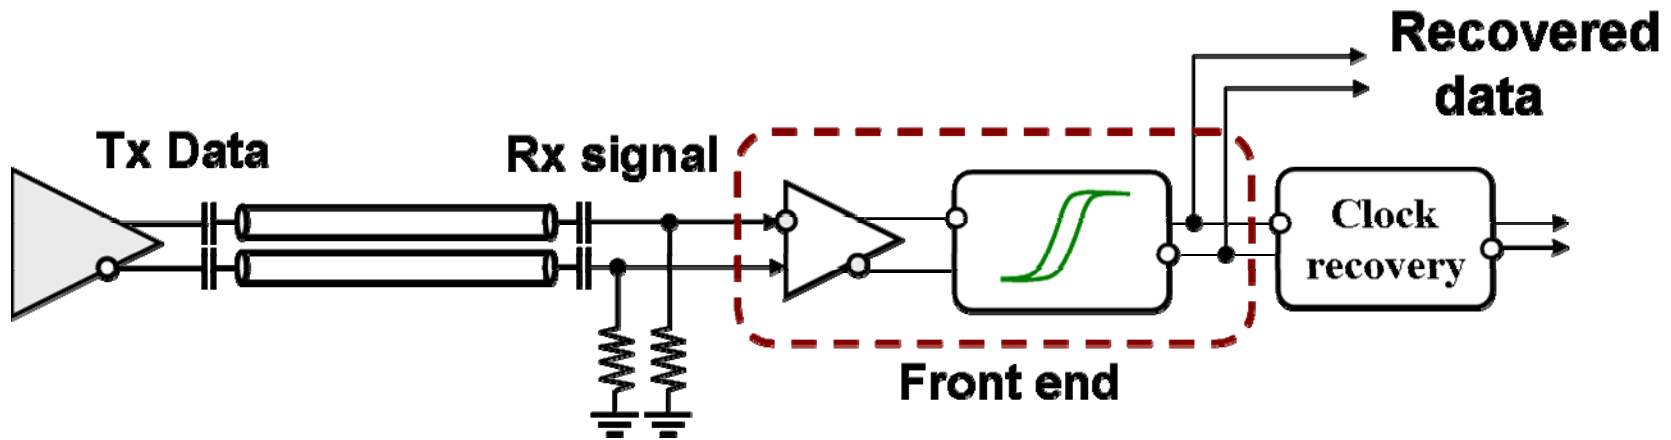 Recovered
data
Tx Data
Rx signal
Clock
recovery
Front end